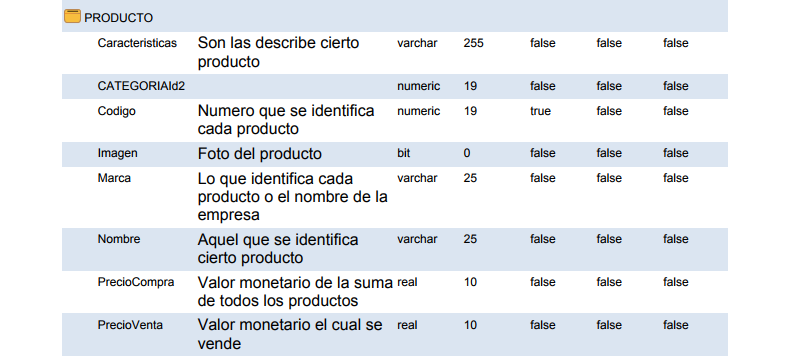 PRODUCTO
Caracteristicas Son las describe cierto varchar 255 false false false
producto
CATEGORIAId2 numeric 19 false false false
Codigo Numero que se identifica numeric 19 true false false
cada producto
Imagen Foto del producto bit 0 false false false
Marca Lo que identifica cada varchar 25 false false false
producto o el nombre de la
empresa
Nombre Aquel que se identifica varchar 25 false false false
cierto producto
PrecioCompra Valor monetario de la suma real 10 false false false
de todos los productos
PrecioVenta Valor monetario el cual se real 10 false false false
vende